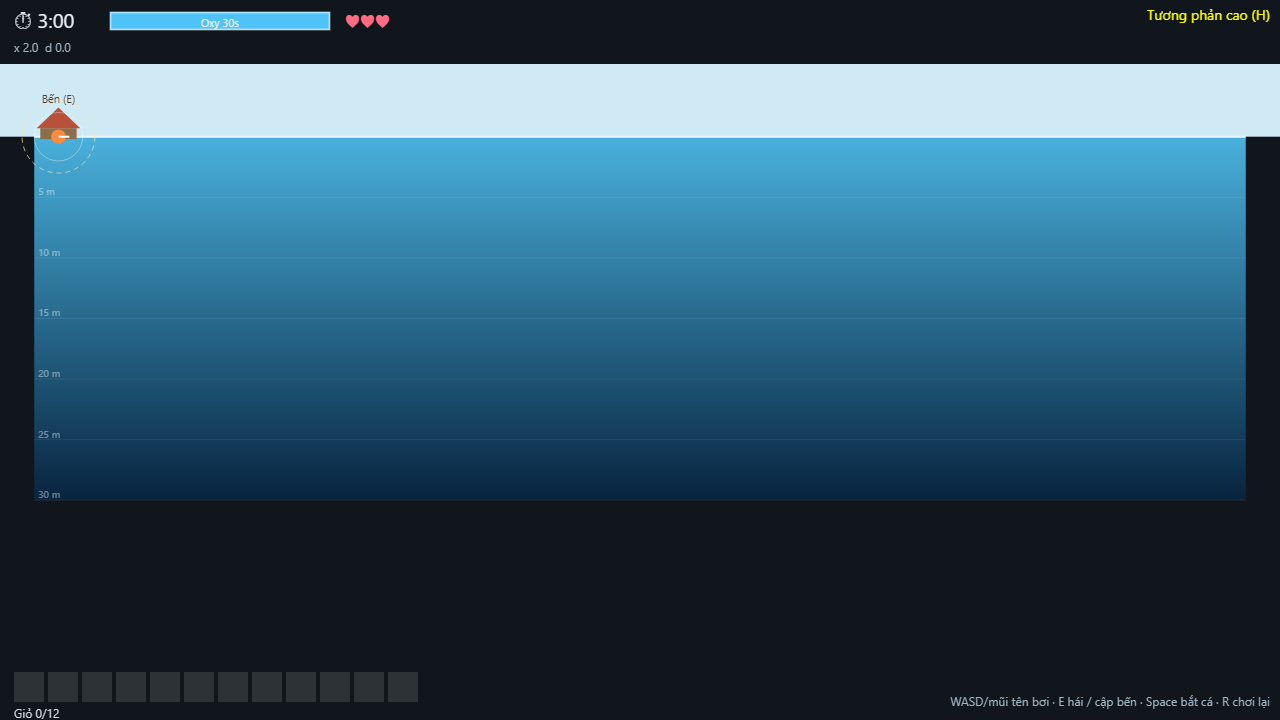 3:00
Oxy 30s
Tương phản cao (H)
x 2.0 d 0.0
Bến (E)
5 m
10 m
15 m
20 m
25 m
30 m
Giỏ 0/12
WASD/mũi tên bơi · E hái / cập bến · Space bắt cá · R chơi lại